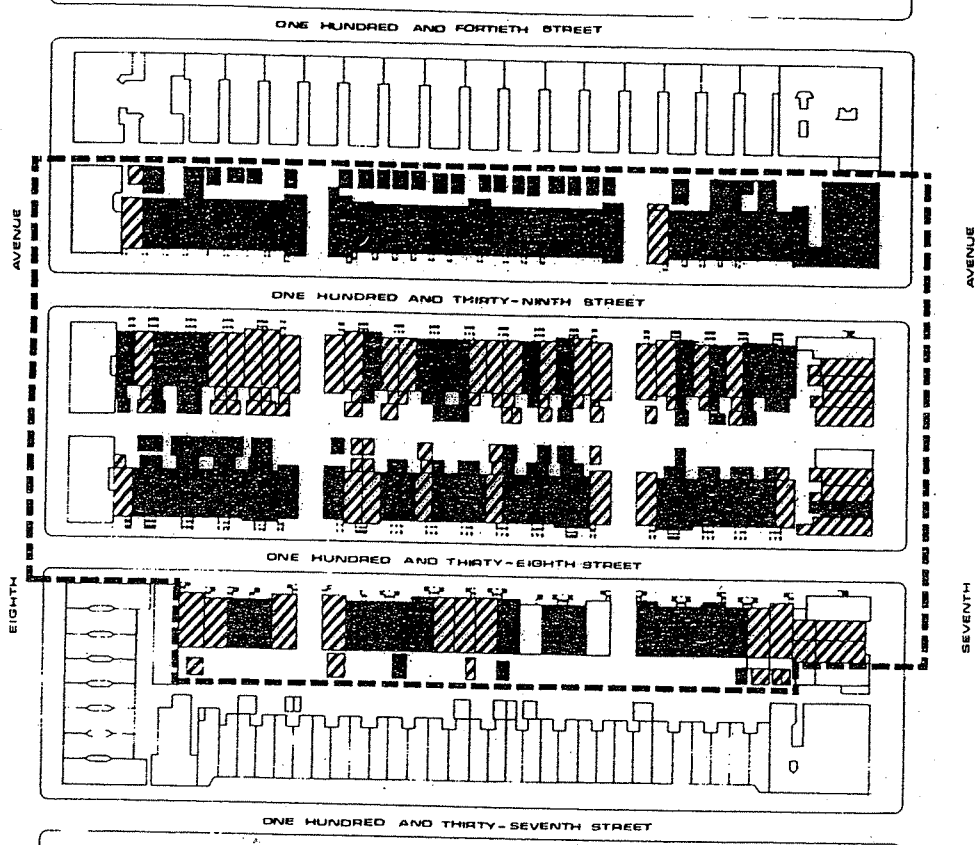 ONE HUNDRED AND FORTIETH STREET
AVENUE
AVENUE
ONE HUNDRED AND THIRTY-NINTH STREET
ONE HUNDRED AND THIRTY-EIGHTH STREET
EIGHTH
SEVENTH
ONE HUNDRED AND THIRTY-SEVENTH STREET